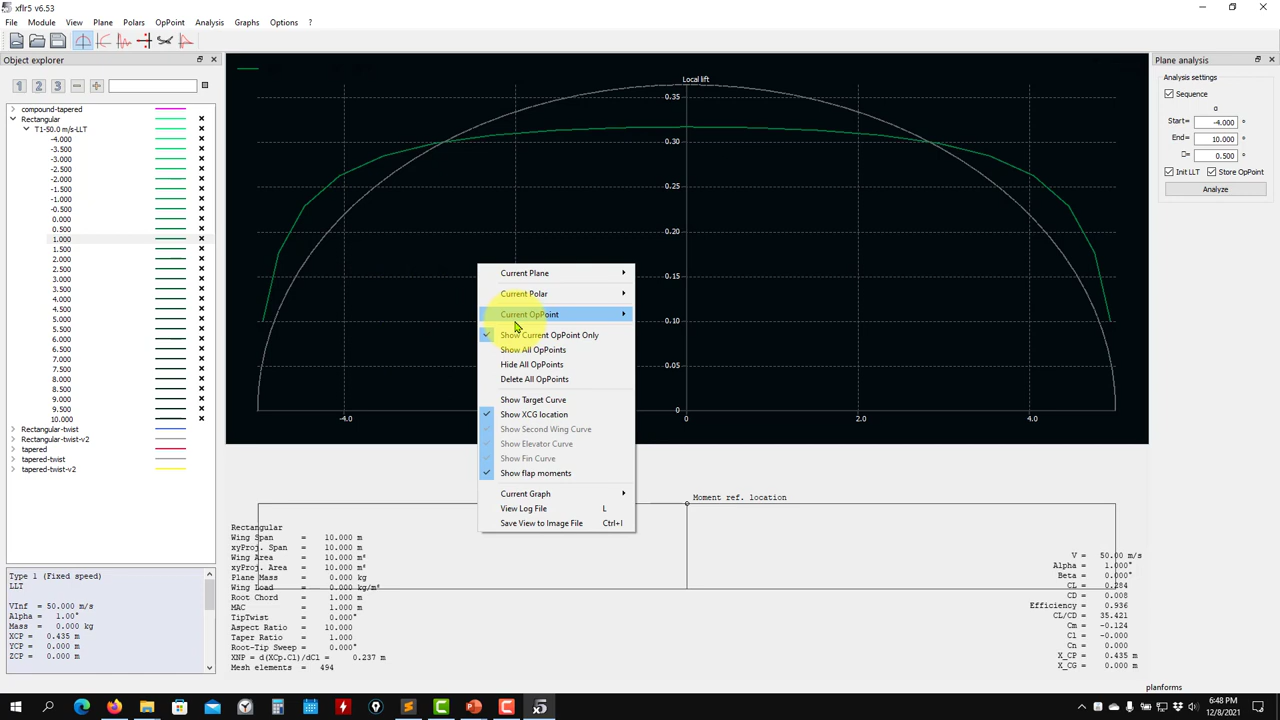 xflr5 v6.53
File Module View Plane Polars OpPoint Analysis Graphs Options ?
Object explorer
1 2 3
compound-tapered
Rectangular
T1-50.0 m/s-LLT
-4.000
-3.500
-3.000
-2.500
-2.000
-1.500
-1.000
-0.500
0.000
0.500
1.000
1.500
2.000
2.500
3.000
3.500
4.000
4.500
5.000
5.500
6.000
6.500
7.000
7.500
8.000
8.500
9.000
9.500
10.000
Rectangular-twist
Rectangular-twist-v2
tapered
tapered-twist
tapered-twist-v2
Type 1 (Fixed speed)
LLT
VInf = 50.000 m/s
Alpha = 1.00°
Mass = 0.000 kg
XCP = 0.435 m
YCP = 0.000 m
ZCP = 0.000 m
Local lift
0.35
0.30
0.25
0.20
0.15
0.10
0.05
0
-4.0 0 2.0 4.0
Current Plane
Current Polar
Current OpPoint
Show Current OpPoint Only
Show All OpPoints
Hide All OpPoints
Delete All OpPoints
Show Target Curve
Show XCG location
Show Second Wing Curve
Show Elevator Curve
Show Fin Curve
Show flap moments
Current Graph
View Log File L
Save View to Image File Ctrl+I
Moment ref. location
Rectangular
Wing Span = 10.000 m
xyProj. Span = 10.000 m
Wing Area = 10.000 m²
xyProj. Area = 10.000 m²
Plane Mass = 0.000 kg
Wing Load = 0.000 kg/m²
Root Chord = 1.000 m
MAC = 1.000 m
TipTwist = 0.000°
Aspect Ratio = 10.000
Taper Ratio = 1.000
Root-Tip Sweep = 0.000°
XNP = d(XCp.Cl)/dCl = 0.237 m
Mesh elements = 494
V = 50.00 m/s
Alpha = 1.000°
Beta = 0.000°
CL = 0.284
CD = 0.008
Efficiency = 0.936
CL/CD = 35.421
Cm = -0.124
Cl = -0.000
Cn = 0.000
X_CP = 0.435 m
X_CG = 0.000 m
Plane analysis
Analysis settings
Sequence
α
Start= -4.000 °
End= 10.000 °
= 0.500 °
Init LLT Store OpPoint
Analyze
planforms
6:48 PM
12/8/2021